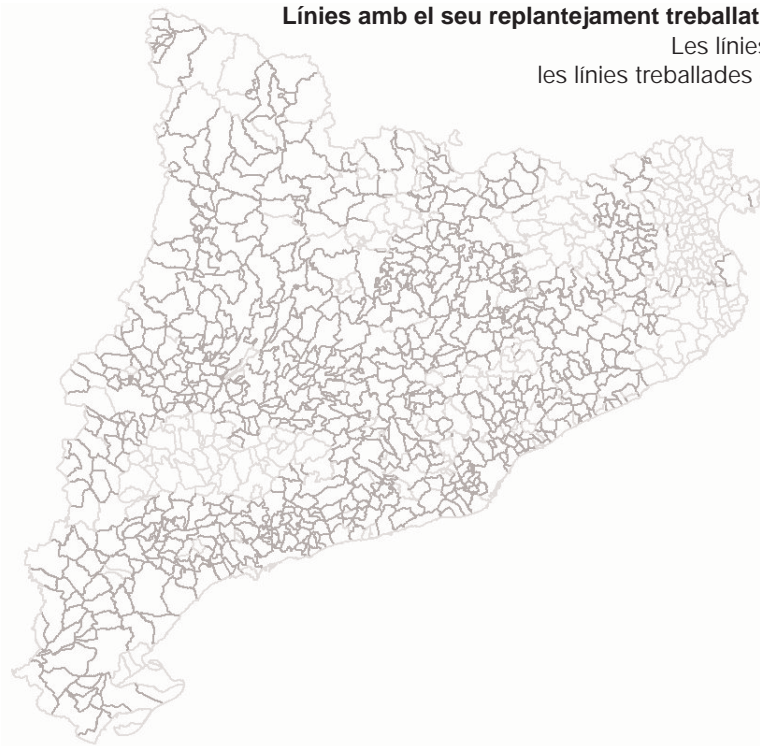 Línies amb el seu replantejament treballat
Les línies
les línies treballades